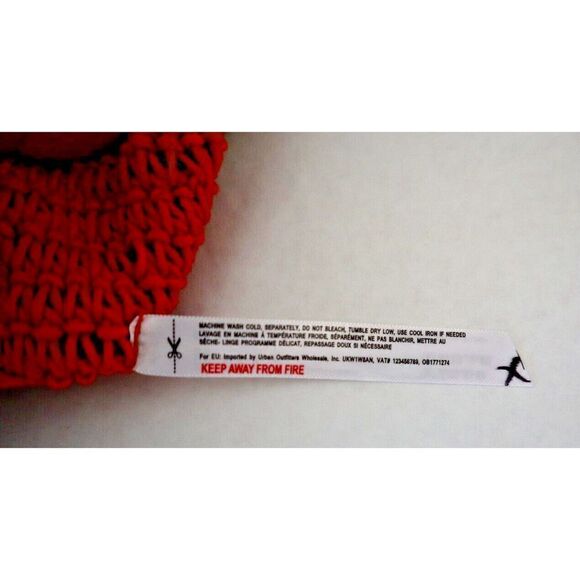 MACHINE WASH COLD, SEPARATELY, DO NOT BLEACH, TUMBLE DRY LOW, USE COOL IRON IF NEEDED
LAVAGE EN MACHINE À TEMPÉRATURE FROIDE, SÉPARÉMENT, NE PAS BLANCHIR, METTRE AU
SÈCHE- LINGE PROGRAMME DÉLICAT, REPASSAGE DOUX SI NÉCESSAIRE
For EU: Imported by Urban Outfitters Wholesale, Inc. UKW1W8AN, VAT# 123456789, OB1771274
KEEP AWAY FROM FIRE